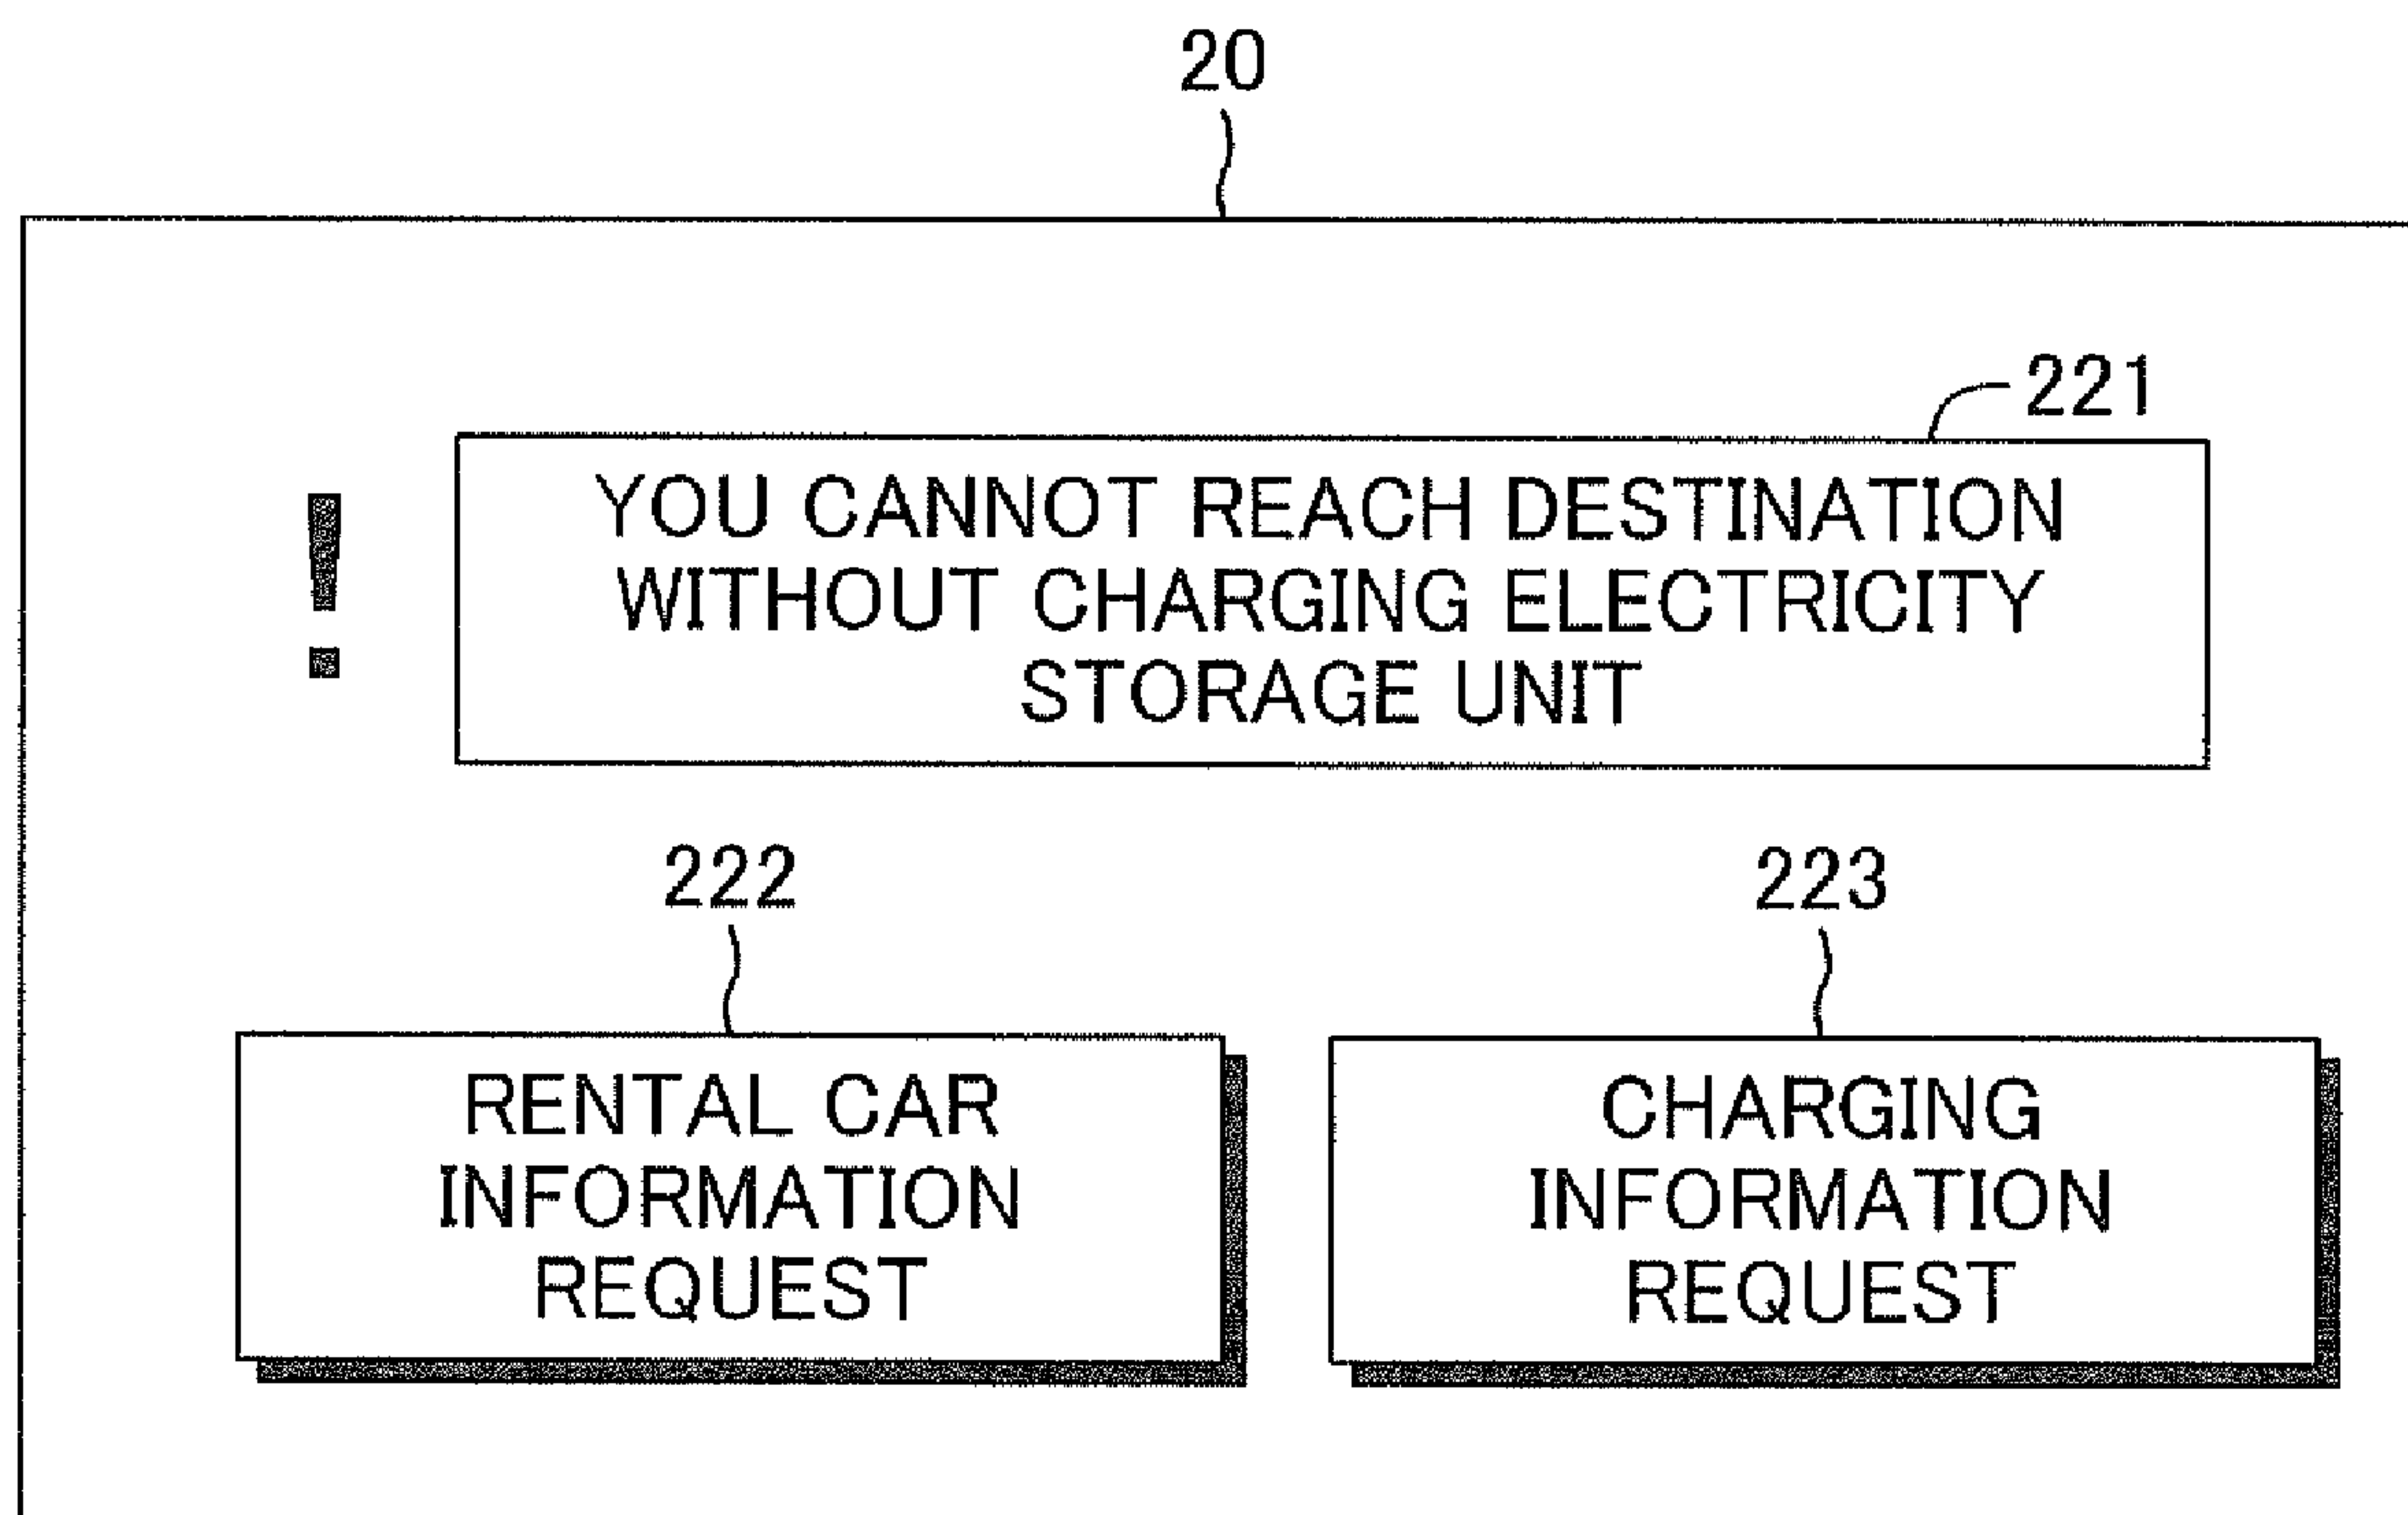 20
221
!
YOU CANNOT REACH DESTINATION
WITHOUT CHARGING ELECTRICITY
STORAGE UNIT
222
223
RENTAL CAR
INFORMATION
REQUEST
CHARGING
INFORMATION
REQUEST